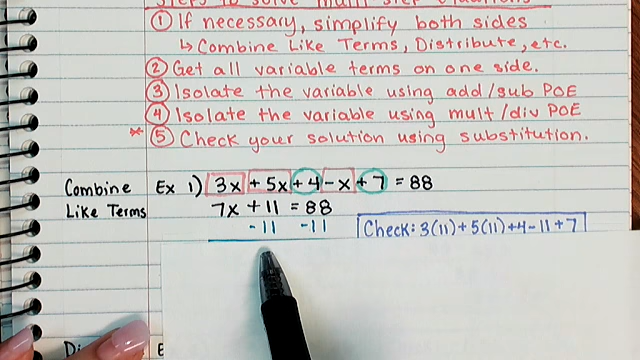 Steps to solve multi-step equations
① If necessary, simplify both sides
↳ Combine Like Terms, Distribute, etc.
② Get all variable terms on one side.
③ Isolate the variable using add/sub POE
④ Isolate the variable using mult/div POE
* ⑤ Check your solution using substitution.
Combine Ex 1) 3x + 5x + 4 - x + 7 = 88
Like Terms 7x + 11 = 88
-11 -11
Check: 3(11) + 5(11) + 4 - 11 + 7